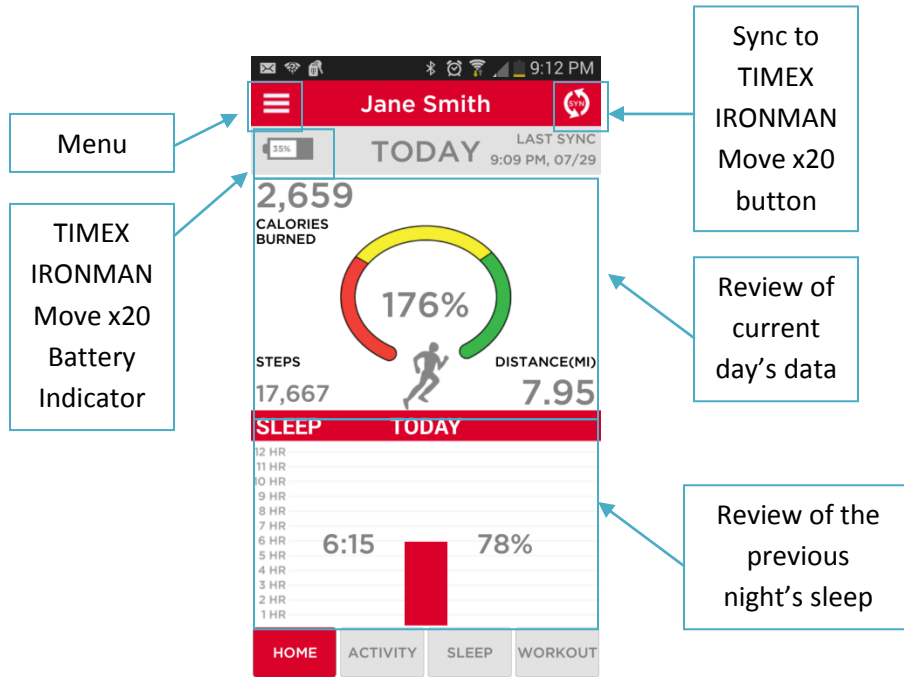 9:12 PM
Jane Smith
SYN
35%
TODAY
LAST SYNC
9:09 PM, 07/29
2,659
CALORIES
BURNED
176%
STEPS
17,667
DISTANCE(MI)
7.95
SLEEP TODAY
12 HR
11 HR
10 HR
9 HR
8 HR
7 HR
6 HR
5 HR
4 HR
3 HR
2 HR
1 HR
6:15
78%
HOME ACTIVITY SLEEP WORKOUT
Menu
TIMEX
IRONMAN
Move x20
Battery
Indicator
Sync to
TIMEX
IRONMAN
Move x20
button
Review of
current
day’s data
Review of the
previous
night’s sleep